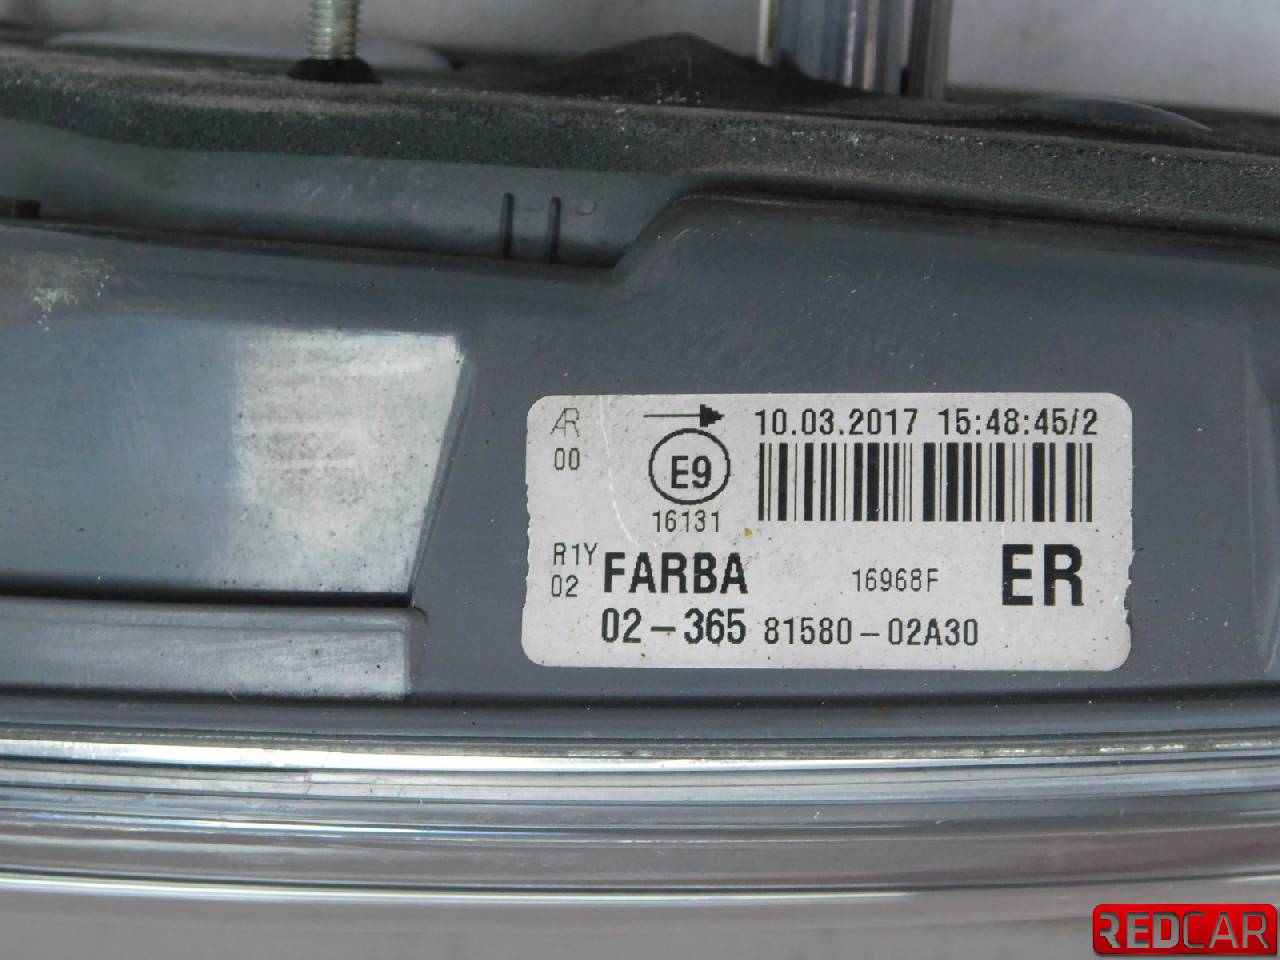 AR
00
10.03.2017 15:48:45/2
E9
16131
R1Y
02
FARBA
16968F
ER
02-365 81580-02A30
REDCAR